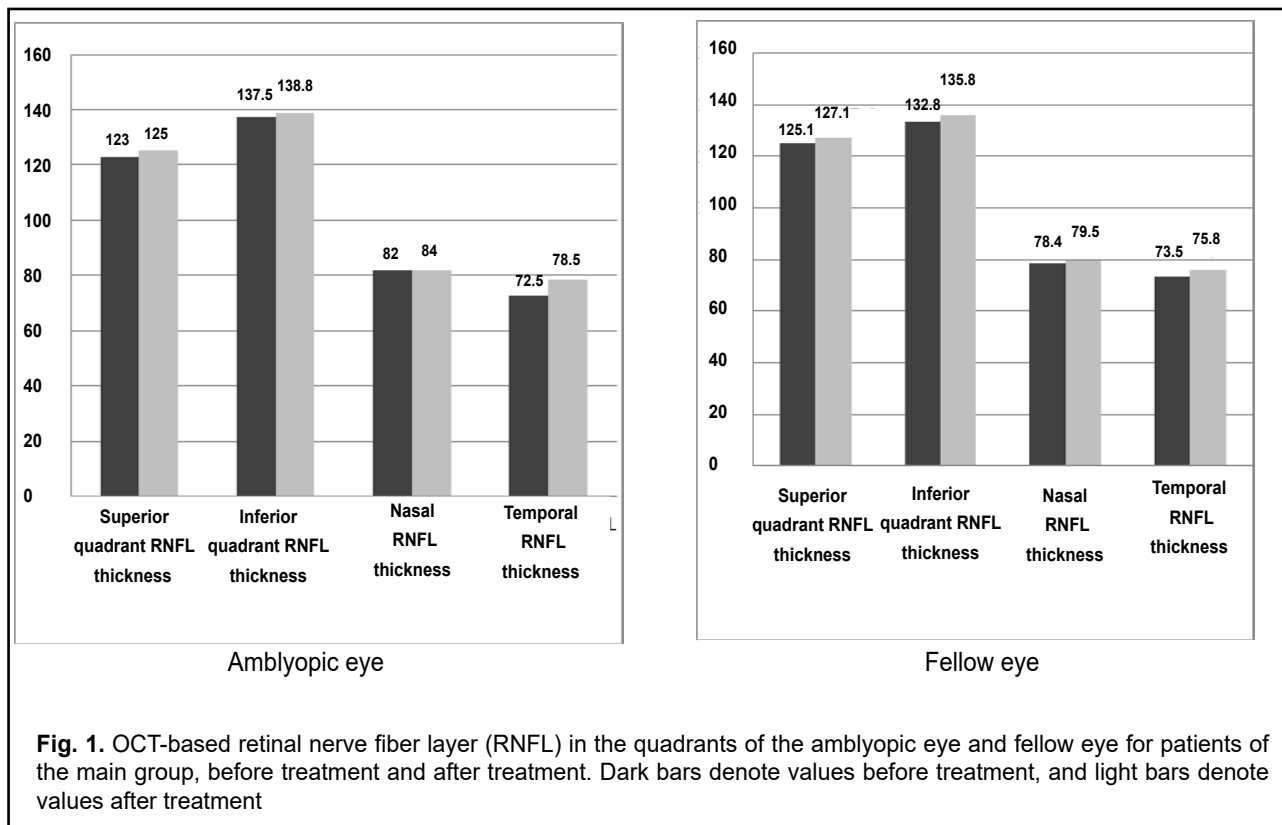 160
140
120
100
80
60
40
20
0
123
125
137.5
138.8
82
84
72.5
78.5
Superior
quadrant RNFL
thickness
Inferior
quadrant RNFL
thickness
Nasal
RNFL
thickness
Temporal
RNFL
thickness
Amblyopic eye
160
140
120
100
80
60
40
20
0
125.1
127.1
132.8
135.8
78.4
79.5
73.5
75.8
Superior
quadrant RNFL
thickness
Inferior
quadrant RNFL
thickness
Nasal
RNFL
thickness
Temporal
RNFL
thickness
Fellow eye
Fig. 1. OCT-based retinal nerve fiber layer (RNFL) in the quadrants of the amblyopic eye and fellow eye for patients of
the main group, before treatment and after treatment. Dark bars denote values before treatment, and light bars denote
values after treatment